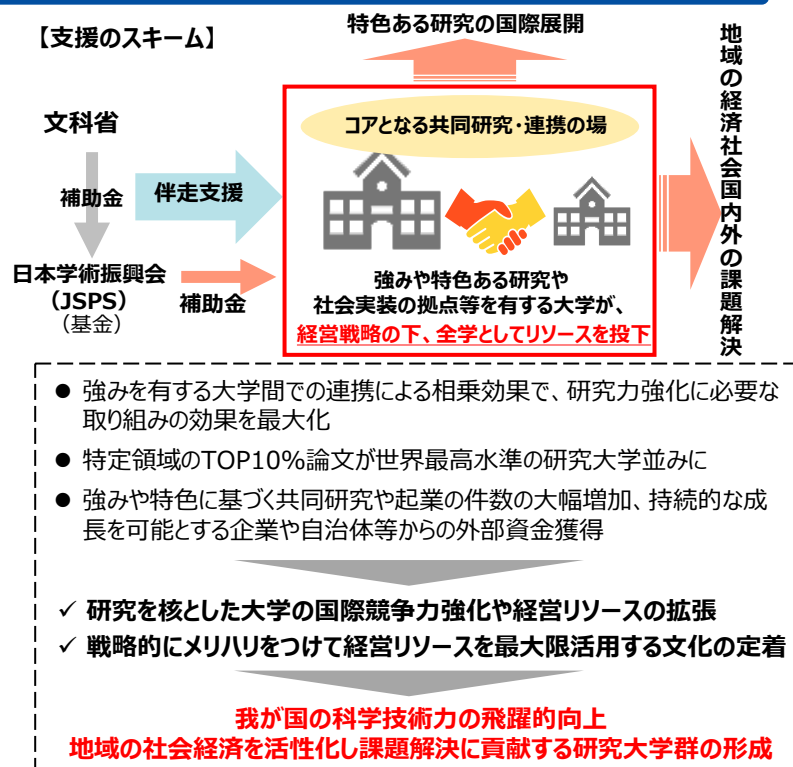 【支援のスキーム】
特色ある研究の国際展開
地域の経済社会国内外の課題解決
文科省
コアとなる共同研究・連携の場
補助金
伴走支援
日本学術振興会
（JSPS）
（基金）
補助金
強みや特色ある研究や
社会実装の拠点等を有する大学が、
経営戦略の下、全学としてリソースを投下
● 強みを有する大学間での連携による相乗効果で、研究力強化に必要な
取り組みの効果を最大化
● 特定領域のTOP10%論文が世界最高水準の研究大学並みに
● 強みや特色に基づく共同研究や起業の件数の大幅増加、持続的な成
長を可能とする企業や自治体等からの外部資金獲得
✓ 研究を核とした大学の国際競争力強化や経営リソースの拡張
✓ 戦略的にメリハリをつけて経営リソースを最大限活用する文化の定着
我が国の科学技術力の飛躍的向上
地域の社会経済を活性化し課題解決に貢献する研究大学群の形成